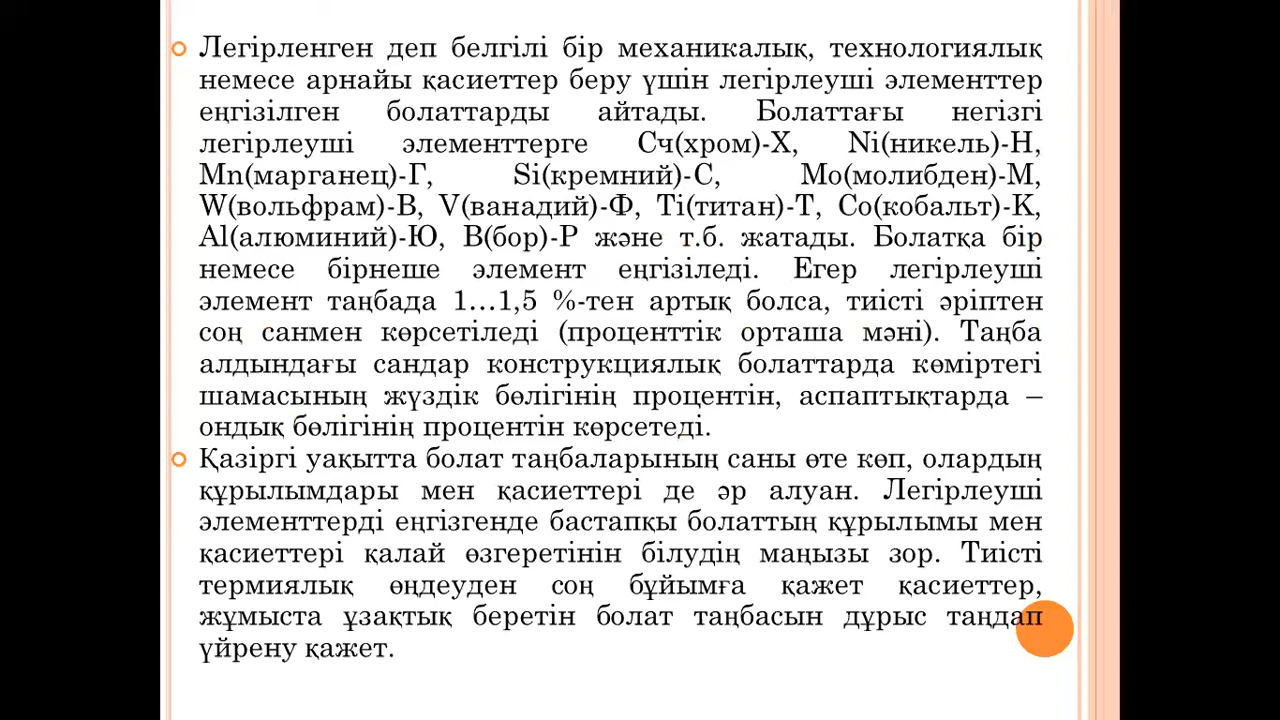 Легірленген деп белгілі бір механикалық, технологиялық
немесе арнайы қасиеттер беру үшін легірлеуші элементтер
еңгізілген болаттарды айтады. Болаттағы негізгі
легірлеуші элементтерге Сч(хром)-Х, Ni(никель)-Н,
Mn(марганец)-Г, Si(кремний)-С, Мо(молибден)-М,
W(вольфрам)-В, V(ванадий)-Ф, Ti(титан)-Т, Со(кобальт)-К,
Al(алюминий)-Ю, В(бор)-Р және т.б. жатады. Болатқа бір
немесе бірнеше элемент еңгізіледі. Егер легірлеуші
элемент таңбада 1...1,5 %-тен артық болса, тиісті әріптен
соң санмен көрсетіледі (проценттік орташа мәні). Таңба
алдындағы сандар конструкциялық болаттарда көміртегі
шамасының жүздік бөлігінің процентін, аспаптықтарда –
ондық бөлігінің процентін көрсетеді.
Қазіргі уақытта болат таңбаларының саны өте көп, олардың
құрылымдары мен қасиеттері де әр алуан. Легірлеуші
элементтерді еңгізгенде бастапқы болаттың құрылымы мен
қасиеттері қалай өзгеретінін білудің маңызы зор. Тиісті
термиялық өңдеуден соң бұйымға қажет қасиеттер,
жұмыста ұзақтық беретін болат таңбасын дұрыс таңдап
үйрену қажет.